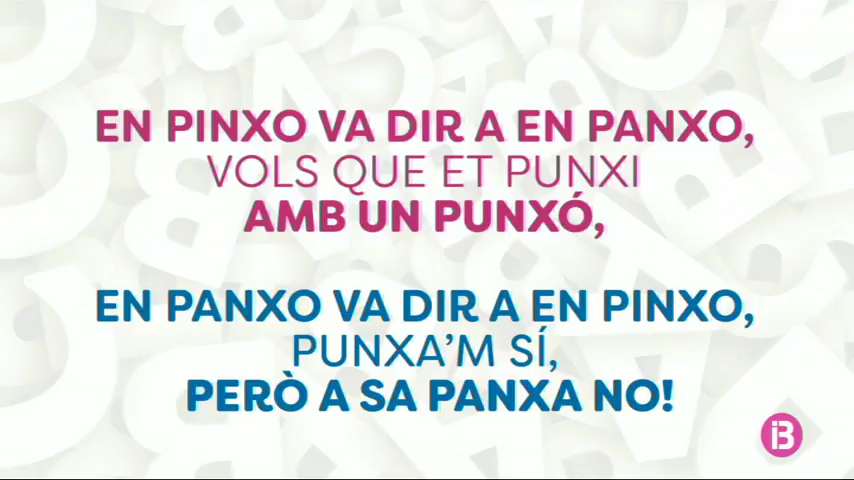 EN PINXO VA DIR A EN PANXO,
VOLS QUE ET PUNXI
AMB UN PUNXÓ,
EN PANXO VA DIR A EN PINXO,
PUNXA'M SÍ,
PERÒ A SA PANXA NO!